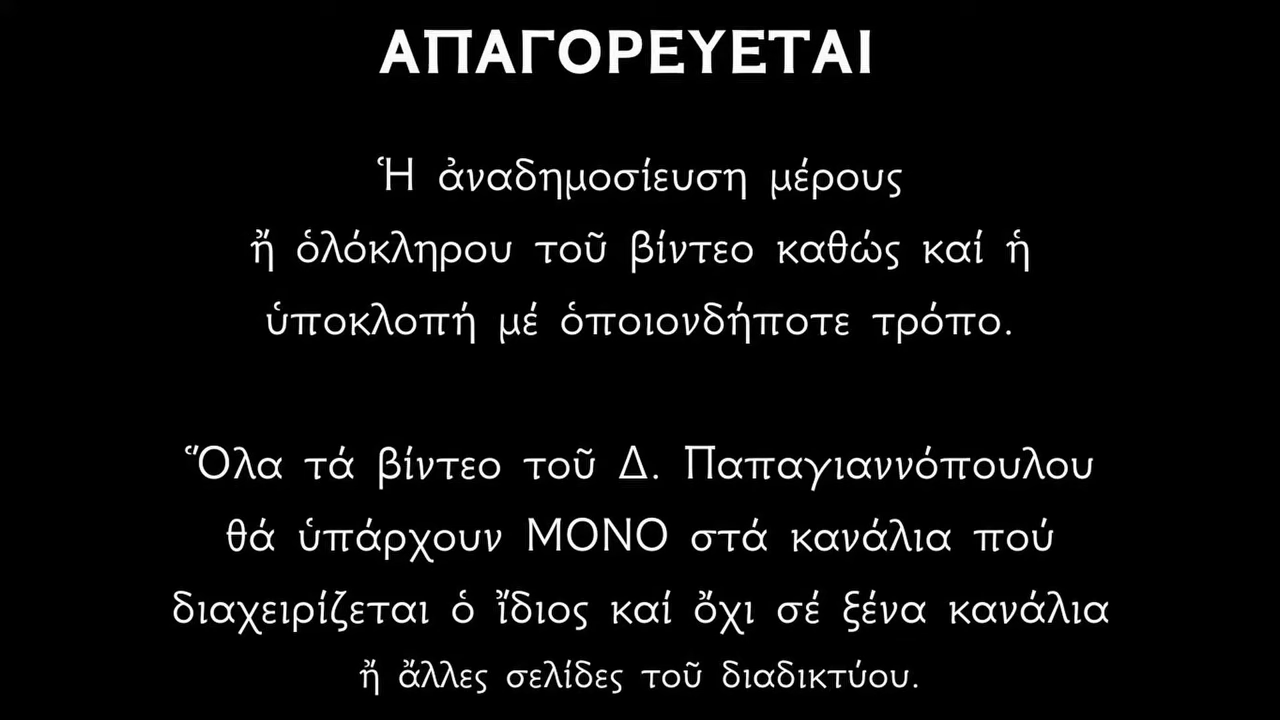 ΑΠΑΓΟΡΕΥΕΤΑΙ
Ἡ ἀναδημοσίευση μέρους
ἤ ὁλόκληρου τοῦ βίντεο καθώς καί ἡ
ὑποκλοπή μέ ὁποιονδήποτε τρόπο.
Ὅλα τά βίντεο τοῦ Δ. Παπαγιαννόπουλου
θά ὑπάρχουν ΜΟΝΟ στά κανάλια πού
διαχειρίζεται ὁ ἴδιος καί ὄχι σέ ξένα κανάλια
ἤ ἄλλες σελίδες τοῦ διαδικτύου.